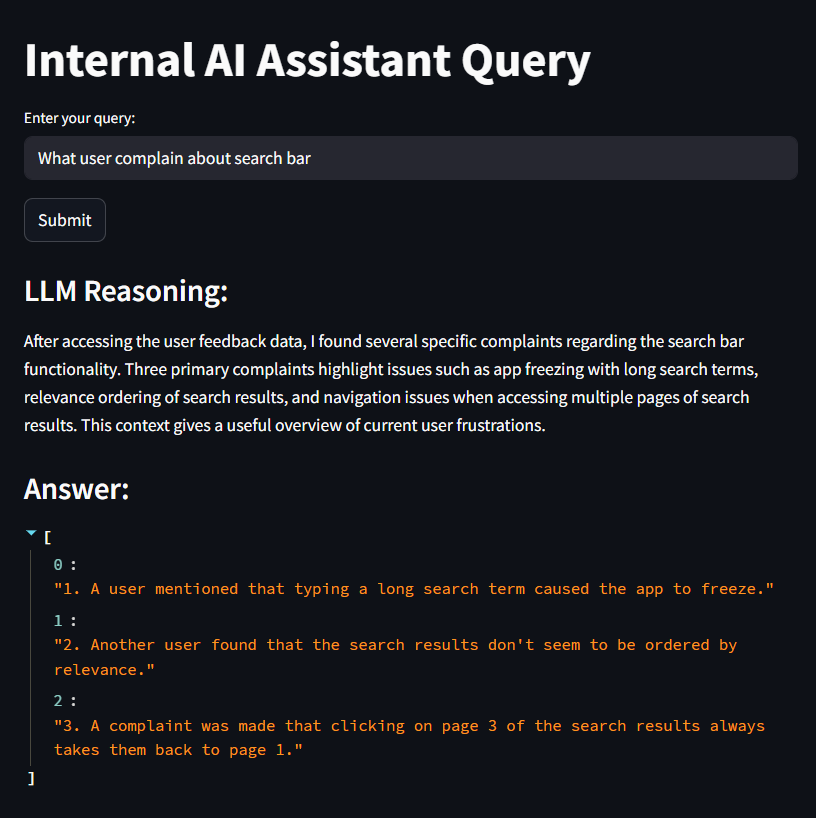 Internal AI Assistant Query
Enter your query:
What user complain about search bar
Submit
LLM Reasoning:
After accessing the user feedback data, I found several specific complaints regarding the search bar
functionality. Three primary complaints highlight issues such as app freezing with long search terms,
relevance ordering of search results, and navigation issues when accessing multiple pages of search
results. This context gives a useful overview of current user frustrations.
Answer:
[
0 :
"1. A user mentioned that typing a long search term caused the app to freeze."
1 :
"2. Another user found that the search results don't seem to be ordered by
relevance."
2 :
"3. A complaint was made that clicking on page 3 of the search results always
takes them back to page 1."
]